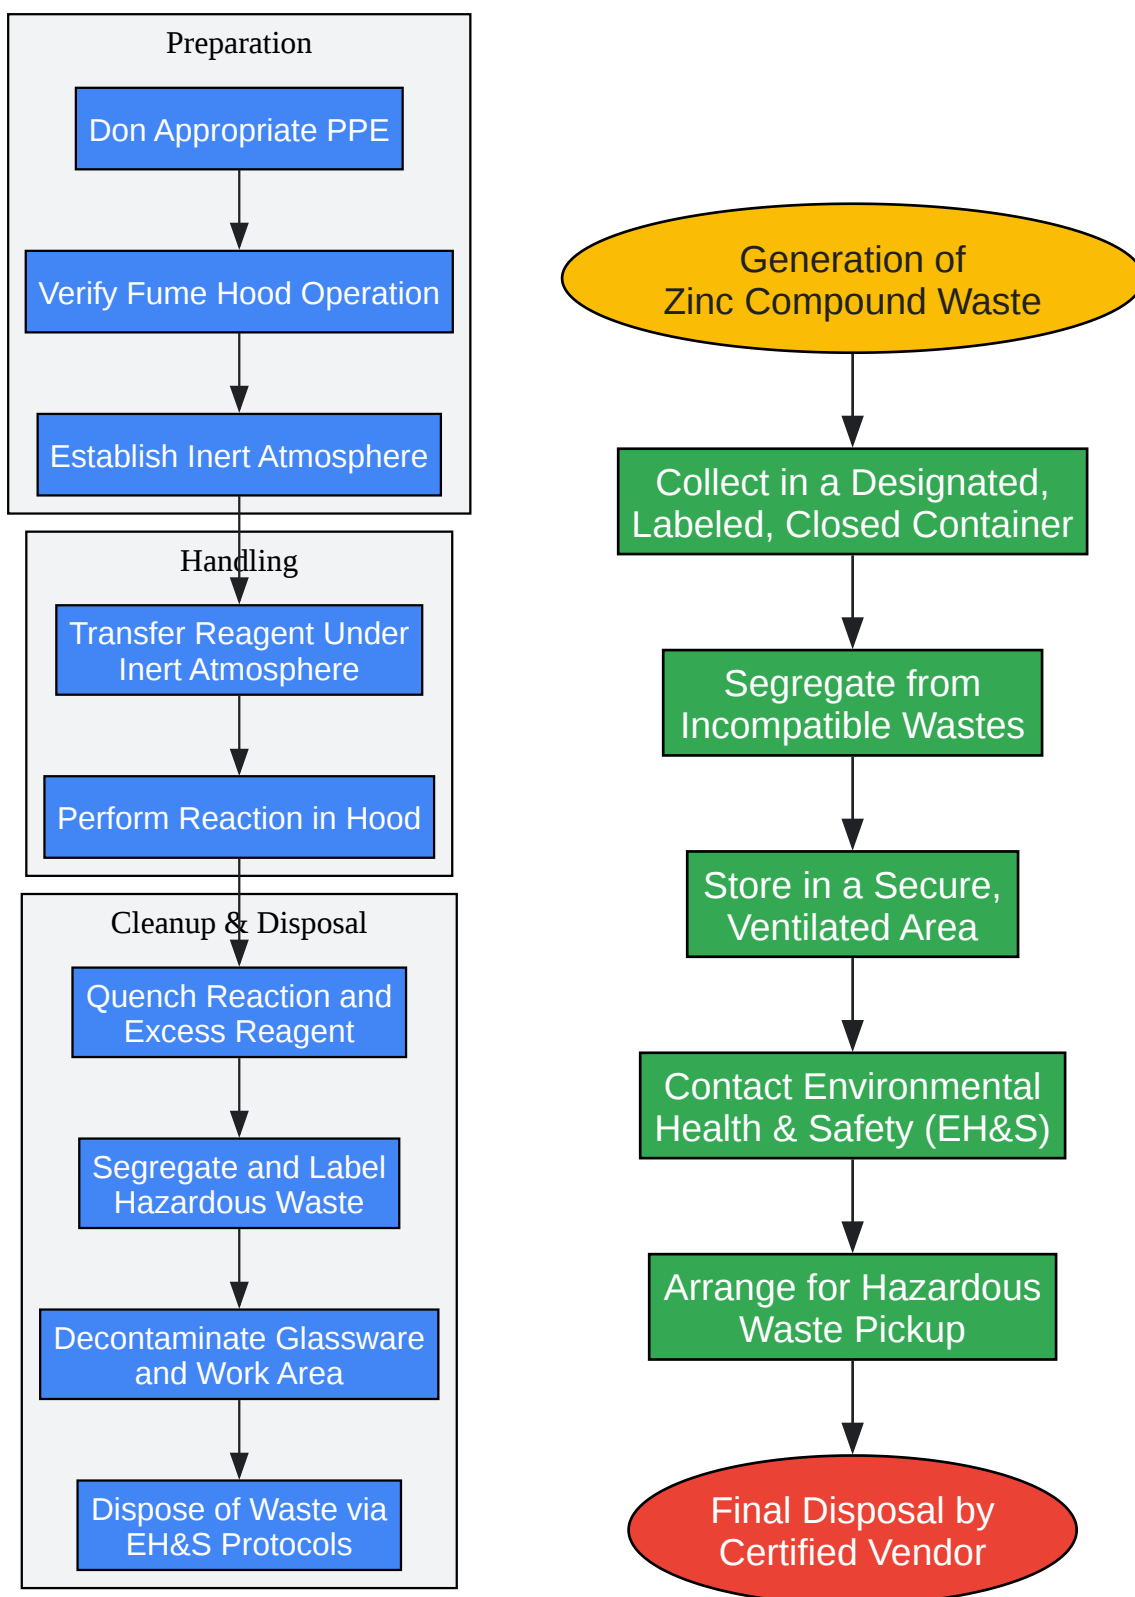 Preparation
Don Appropriate PPE
Verify Fume Hood Operation
Establish Inert Atmosphere
Handling
Transfer Reagent Under
Inert Atmosphere
Perform Reaction in Hood
Cleanup & Disposal
Quench Reaction and
Excess Reagent
Segregate and Label
Hazardous Waste
Decontaminate Glassware
and Work Area
Dispose of Waste via
EH&S Protocols
Generation of
Zinc Compound Waste
Collect in a Designated,
Labeled, Closed Container
Segregate from
Incompatible Wastes
Store in a Secure,
Ventilated Area
Contact Environmental
Health & Safety (EH&S)
Arrange for Hazardous
Waste Pickup
Final Disposal by
Certified Vendor